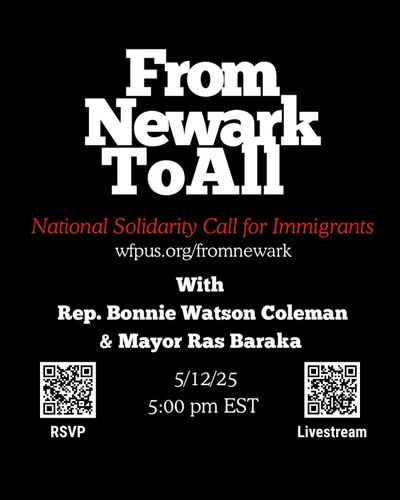 From
Newark
To All
National Solidarity Call for Immigrants
wfpus.org/fromnewark
With
Rep. Bonnie Watson Coleman
& Mayor Ras Baraka
5/12/25
5:00 pm EST
RSVP
Livestream